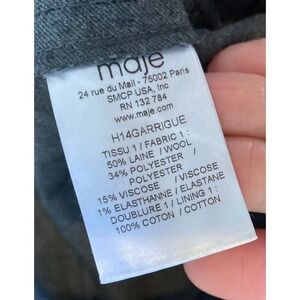 maje
24 rue du Mail - 75002 Paris
SMCP USA, Inc
RN 132 784
www.maje.com
H14GARRIGUE
TISSU 1 / FABRIC 1 :
50% LAINE / WOOL
34% POLYESTER /
POLYESTER
15% VISCOSE / VISCOSE
1% ELASTHANNE / ELASTANE
DOUBLURE 1 / LINING 1 :
100% COTON / COTTON